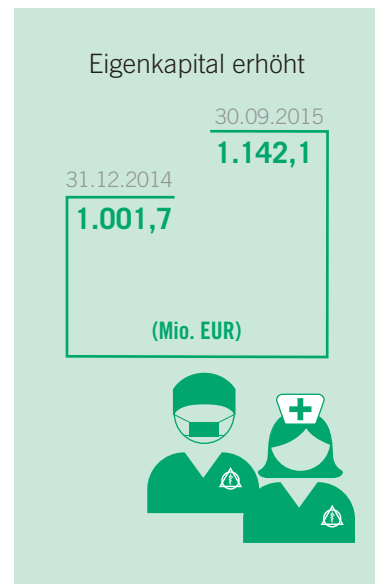 Eigenkapital erhöht
30.09.2015
1.142,1
31.12.2014
1.001,7
(Mio. EUR)